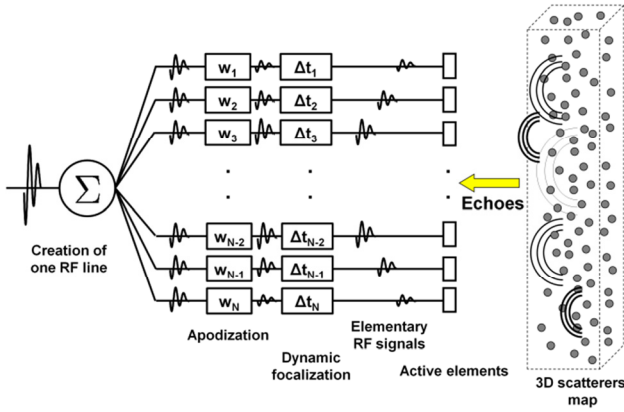 w1
Δt1
w2
Δt2
w3
Δt3
Σ
Echoes
Creation of
one RF line
wN-2
ΔtN-2
wN-1
ΔtN-1
wN
ΔtN
Apodization
Elementary
RF signals
Dynamic
focalization
Active elements
3D scatterers
map